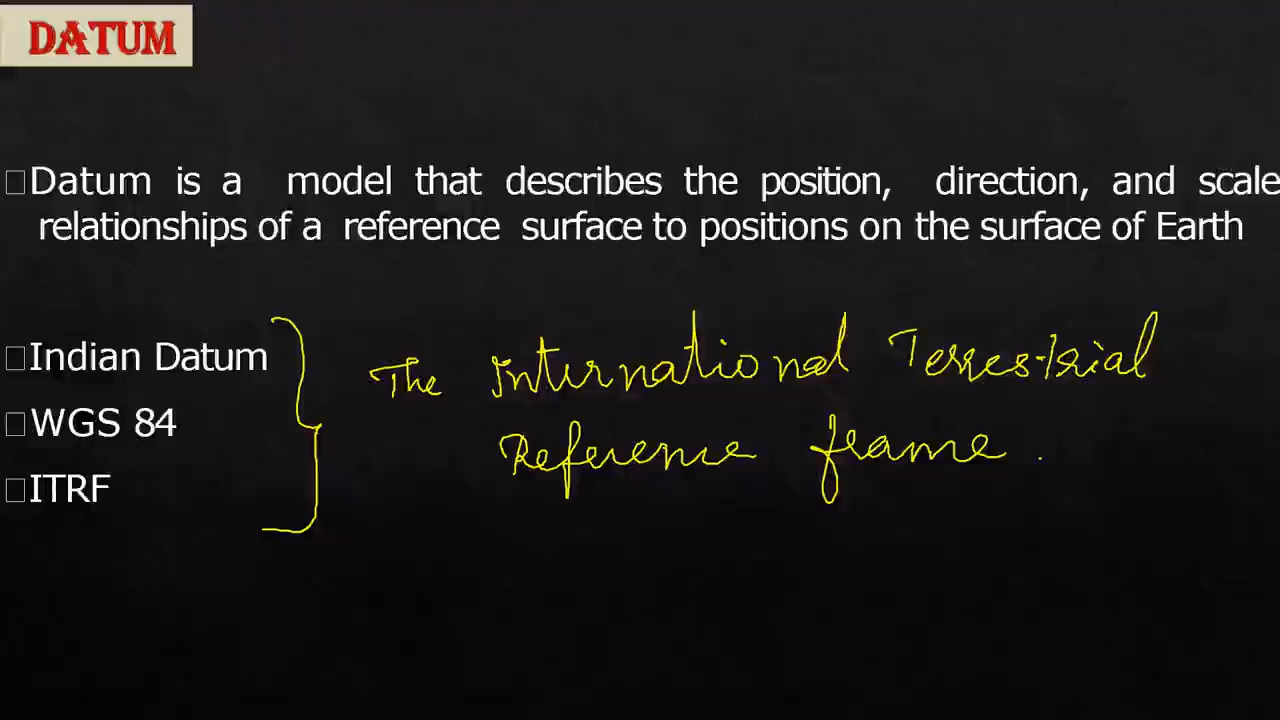 DATUM
Datum is a model that describes the position, direction, and scale
relationships of a reference surface to positions on the surface of Earth
Indian Datum
WGS 84
ITRF
The International Terrestrial
Reference frame.